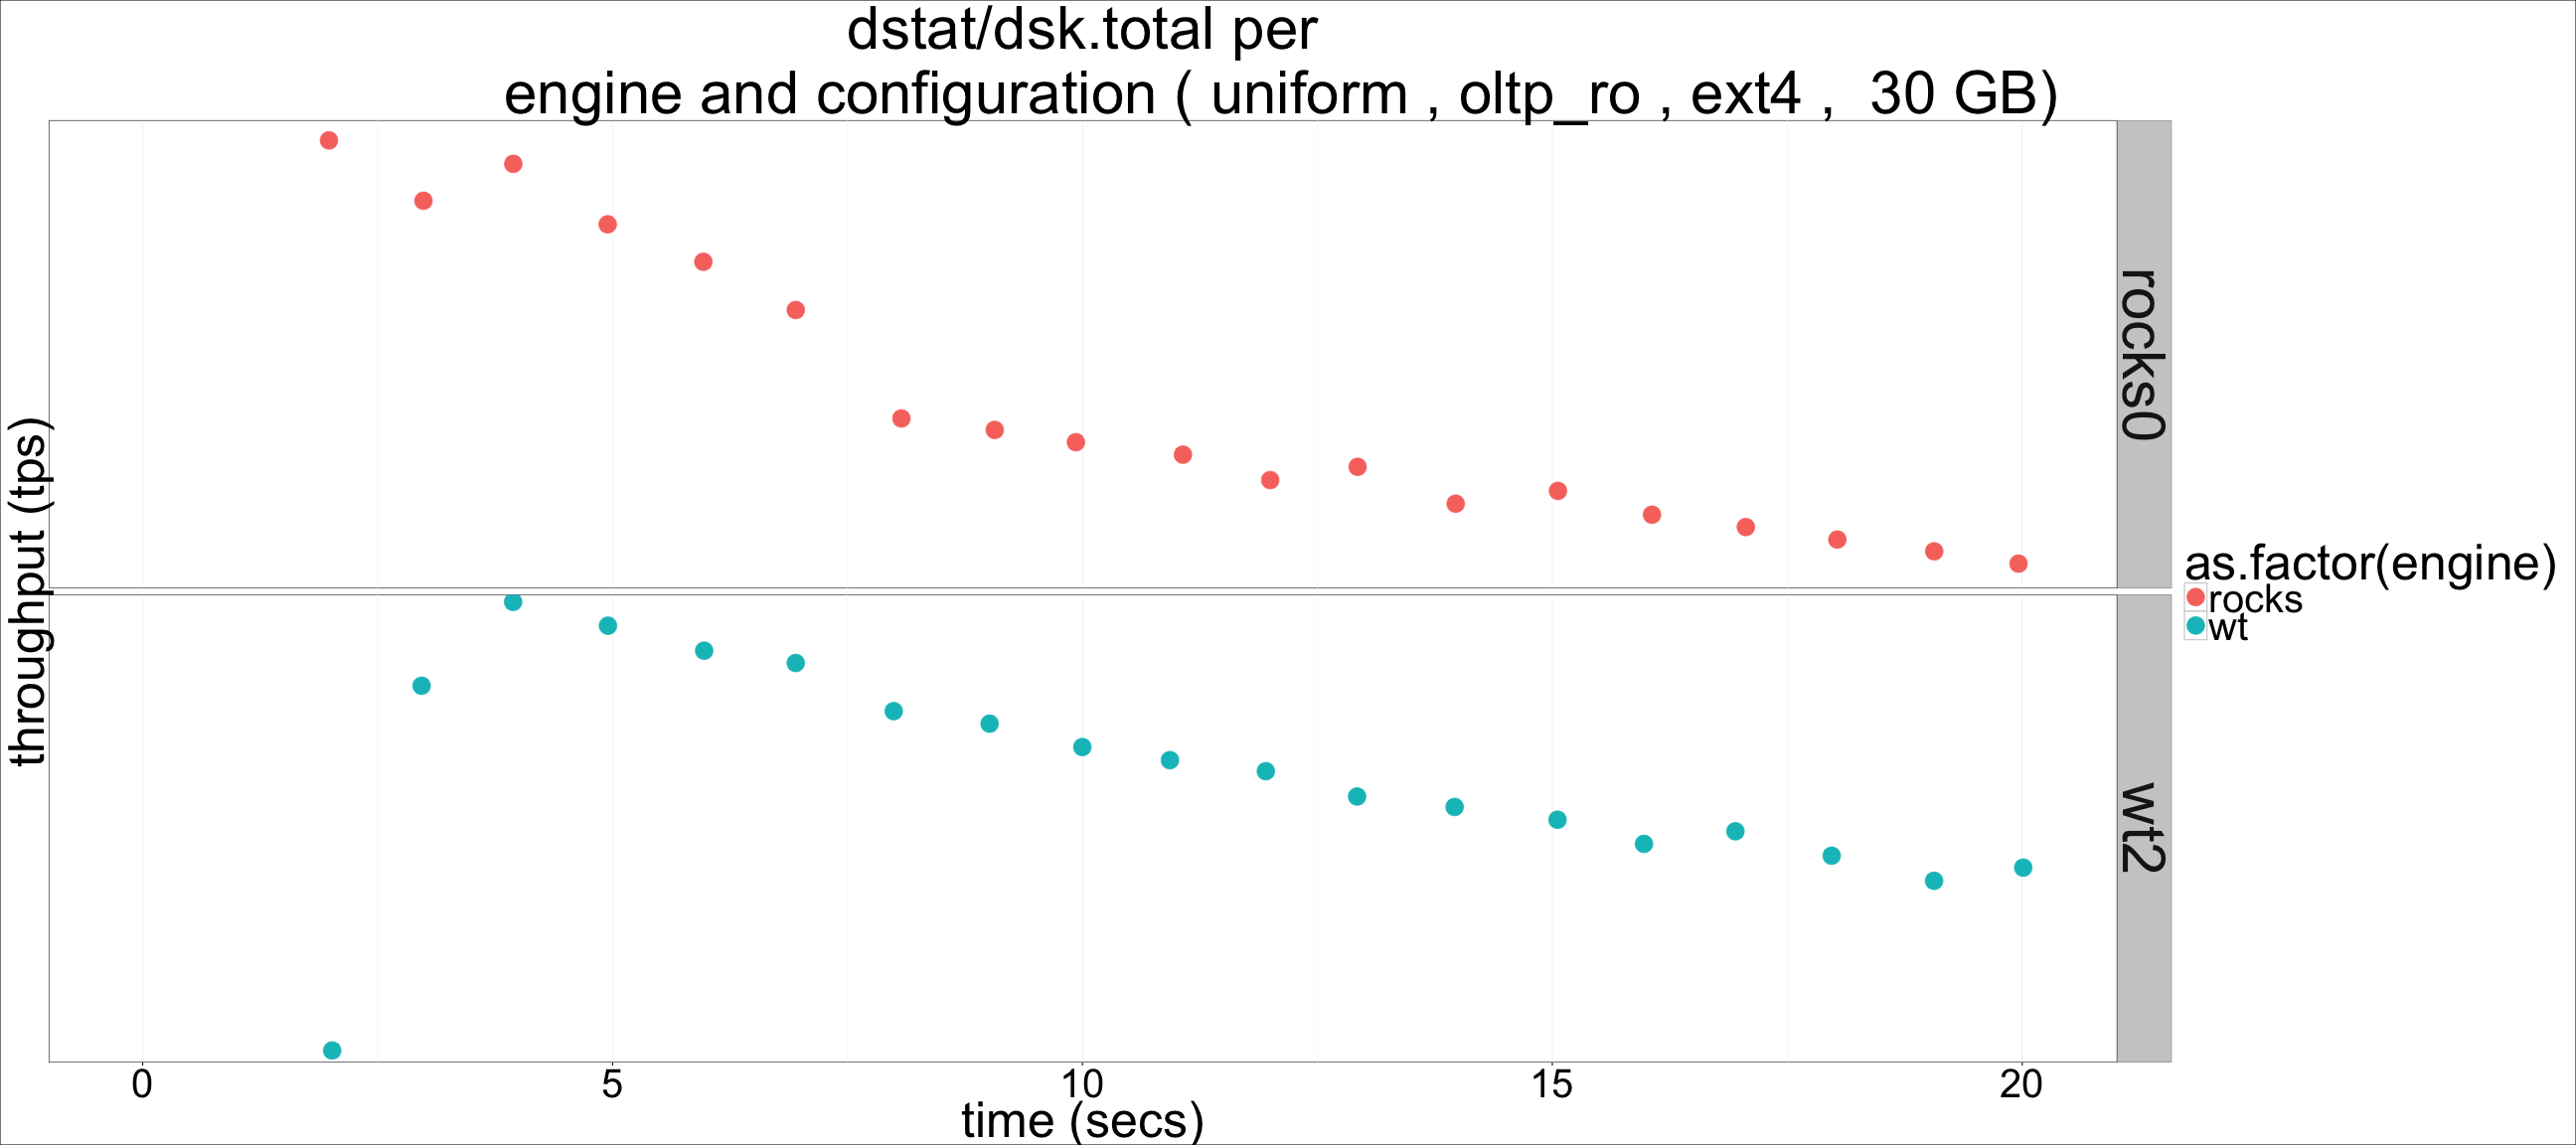 dstat/dsk.total per
engine and configuration ( uniform , oltp_ro , ext4 ,  30 GB)
throughput (tps)
rocks0
wt2
as.factor(engine)
rocks
wt
0 5 10 15 20
time (secs)